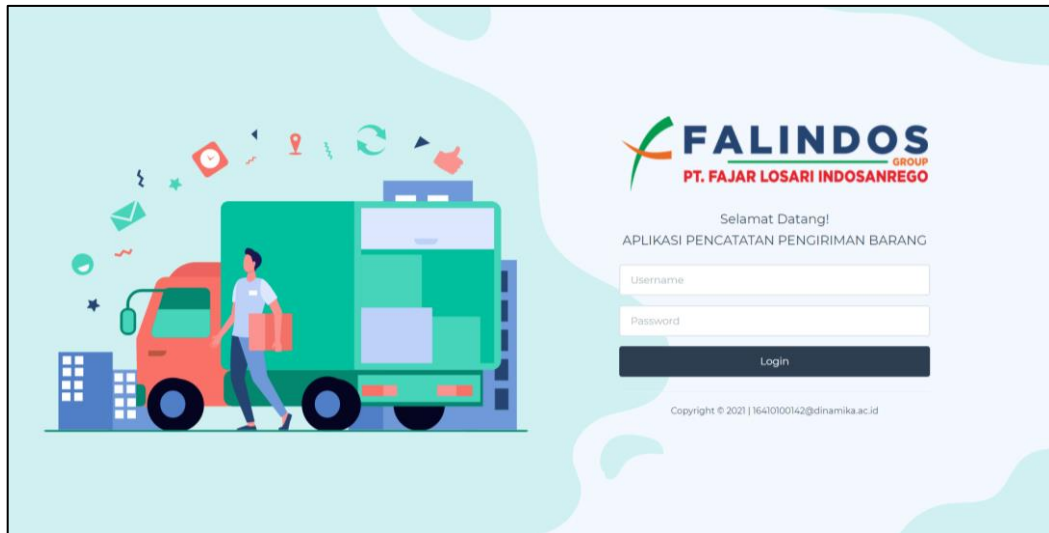 FALINDOS
GROUP
PT. FAJAR LOSARI INDOSANREGO
Selamat Datang!
APLIKASI PENCATATAN PENGIRIMAN BARANG
Username
Password
Login
Copyright © 2021 | 16410100142@dinamika.ac.id